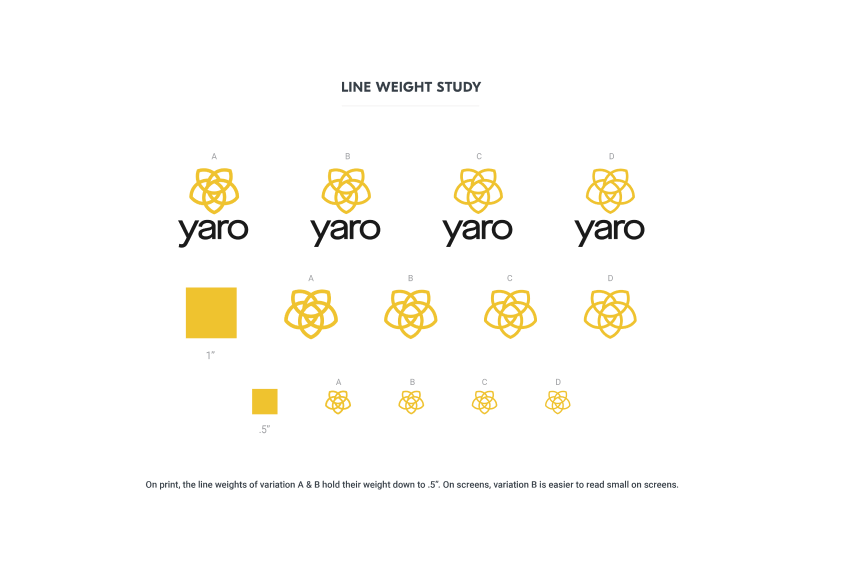 LINE WEIGHT STUDY
A B C D
yaro yaro yaro yaro
A B C D
1”
A B C D
.5”
On print, the line weights of variation A & B hold their weight down to .5”. On screens, variation B is easier to read small on screens.